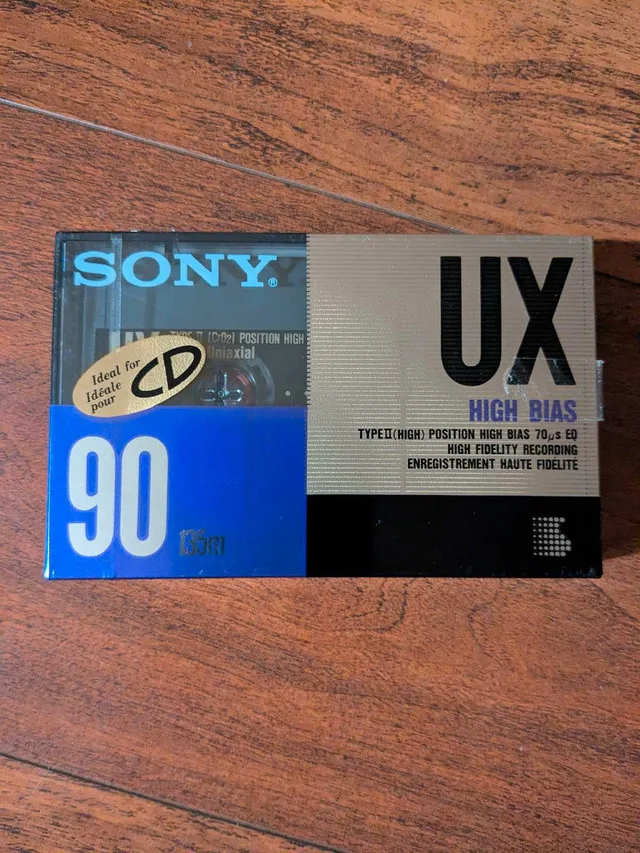 SONY®
UX TYPE II (CrO2) POSITION HIGH
Uniaxial
Ideal for
Idéale
pour
CD
90
135m
UX
HIGH BIAS
TYPE II (HIGH) POSITION HIGH BIAS 70µs EQ
HIGH FIDELITY RECORDING
ENREGISTREMENT HAUTE FIDÉLITÉ